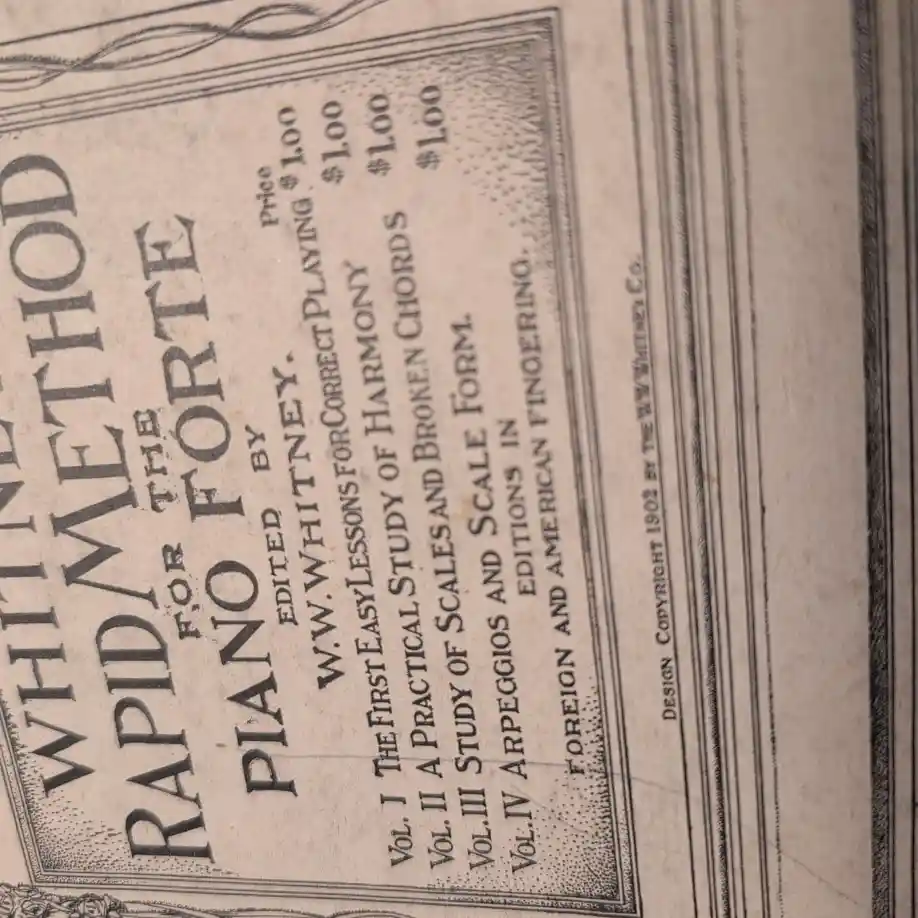 WHITNE
RAPID METHOD
FOR THE
PIANO FORTE
EDITED BY
W.W. WHITNEY.
Price
VOL. I THE FIRST EASY LESSONS FOR CORRECT PLAYING $1.00
VOL. II A PRACTICAL STUDY OF HARMONY $1.00
VOL. III STUDY OF SCALES AND BROKEN CHORDS $1.00
VOL. IV ARPEGGIOS AND SCALE FORM. $1.00
EDITIONS IN
FOREIGN AND AMERICAN FINGERING.
DESIGN COPYRIGHT 1902 BY THE W.W. WHITNEY CO.